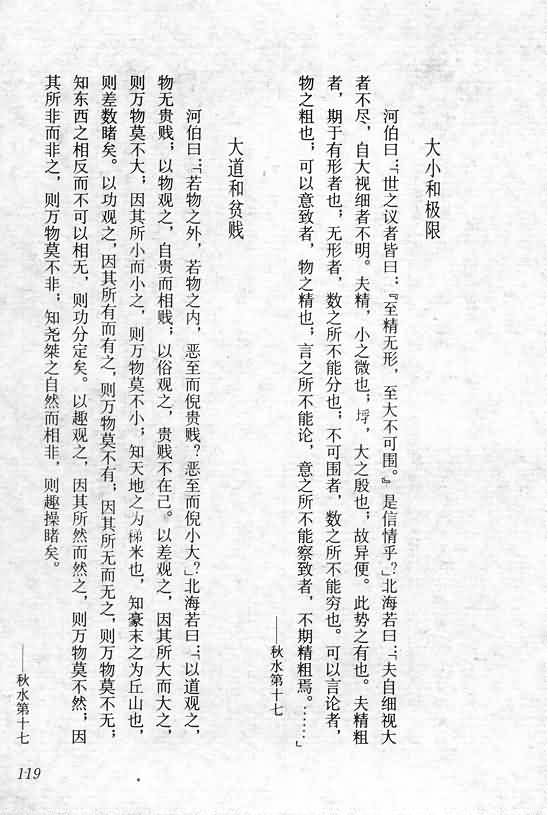 大小和极限
河伯曰：“世之议者皆曰：『至精无形，至大不可围。』是信情乎？”北海若曰：“夫自细视大
者不尽，自大视细者不明。夫精，小之微也；垺，大之殷也；故异便。此势之有也。夫精粗
者，期于有形者也；无形者，数之所不能分也；不可围者，数之所不能穷也。可以言论者，
物之粗也；可以意致者，物之精也；言之所不能论，意之所不能察致者，不期精粗焉。……”
——秋水第十七
大道和贫贱
河伯曰：“若物之外，若物之内，恶至而倪贵贱？恶至而倪小大？”北海若曰：“以道观之，
物无贵贱；以物观之，自贵而相贱；以俗观之，贵贱不在己。以差观之，因其所大而大之，
则万物莫不大；因其所小而小之，则万物莫不小；知天地之为稊米也，知豪末之为丘山也，
则差数睹矣。以功观之，因其所有而有之，则万物莫不有；因其所无而无之，则万物莫不无；
知东西之相反而不可以相无，则功分定矣。以趣观之，因其所然而然之，则万物莫不然；因
其所非而非之，则万物莫不非；知尧桀之自然而相非，则趣操睹矣。
——秋水第十七
119